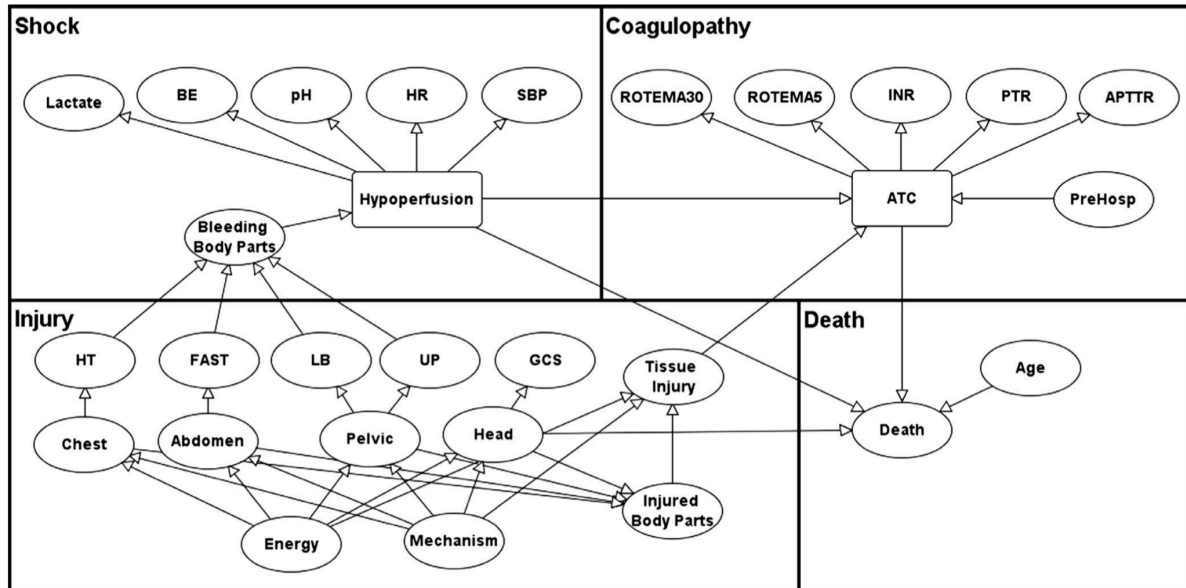 Shock
Coagulopathy
Lactate
BE
pH
HR
SBP
ROTEMA30
ROTEMA5
INR
PTR
APTTR
Hypoperfusion
ATC
PreHosp
Bleeding
Body Parts
Injury
Death
HT
FAST
LB
UP
GCS
Tissue
Injury
Age
Chest
Abdomen
Pelvic
Head
Death
Injured
Body Parts
Energy
Mechanism